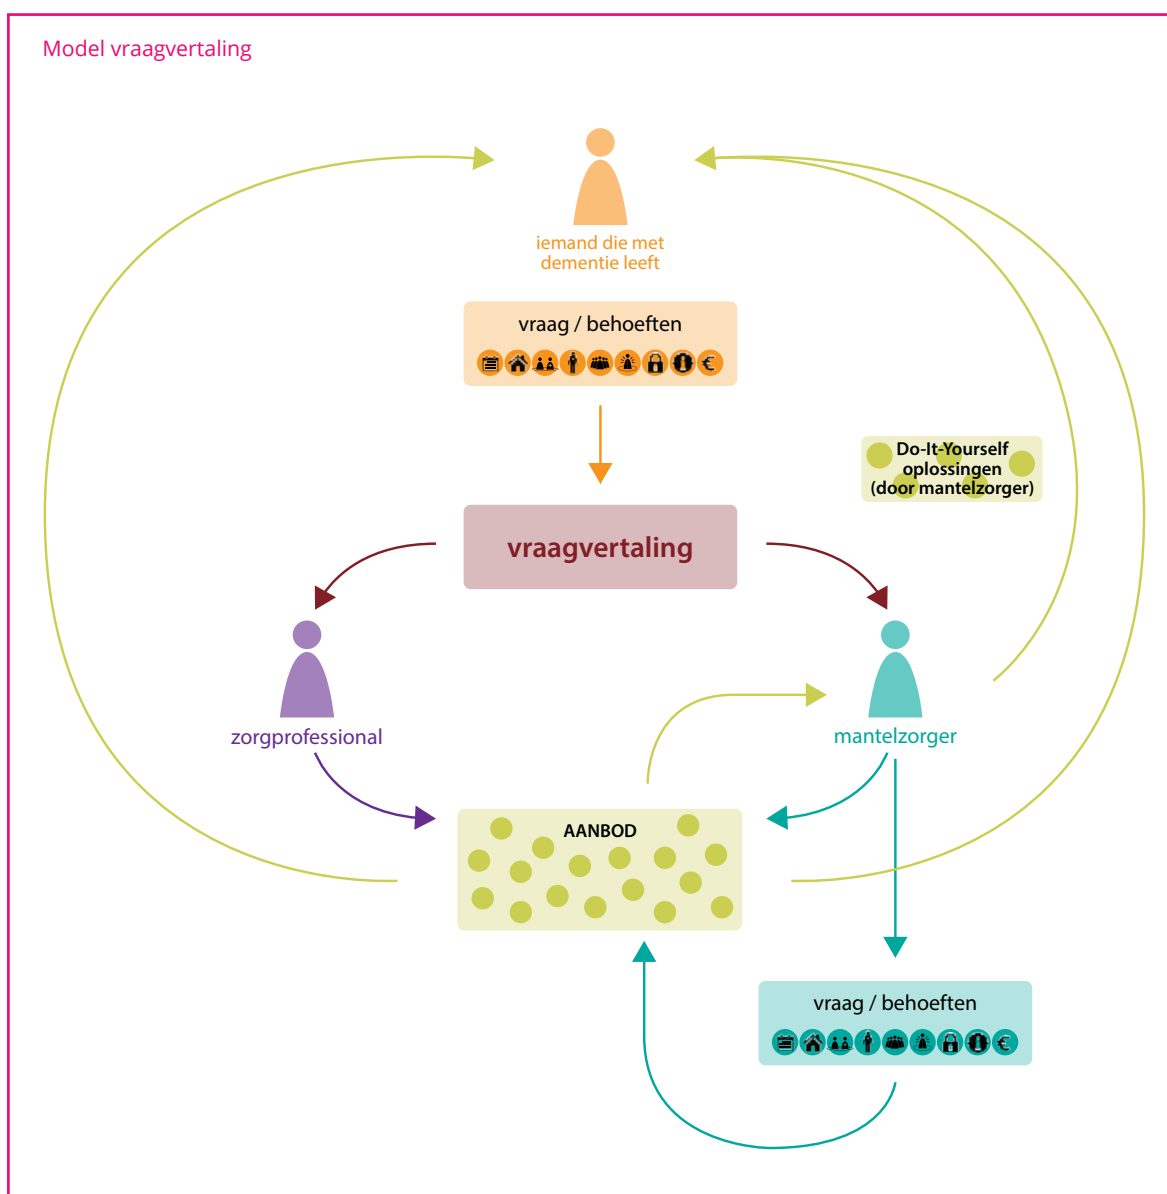 Model vraagvertaling
iemand die met
dementie leeft
vraag / behoeften
€
Do-It-Yourself
oplossingen
(door mantelzorger)
vraagvertaling
zorgprofessional
mantelzorger
AANBOD
vraag / behoeften
€